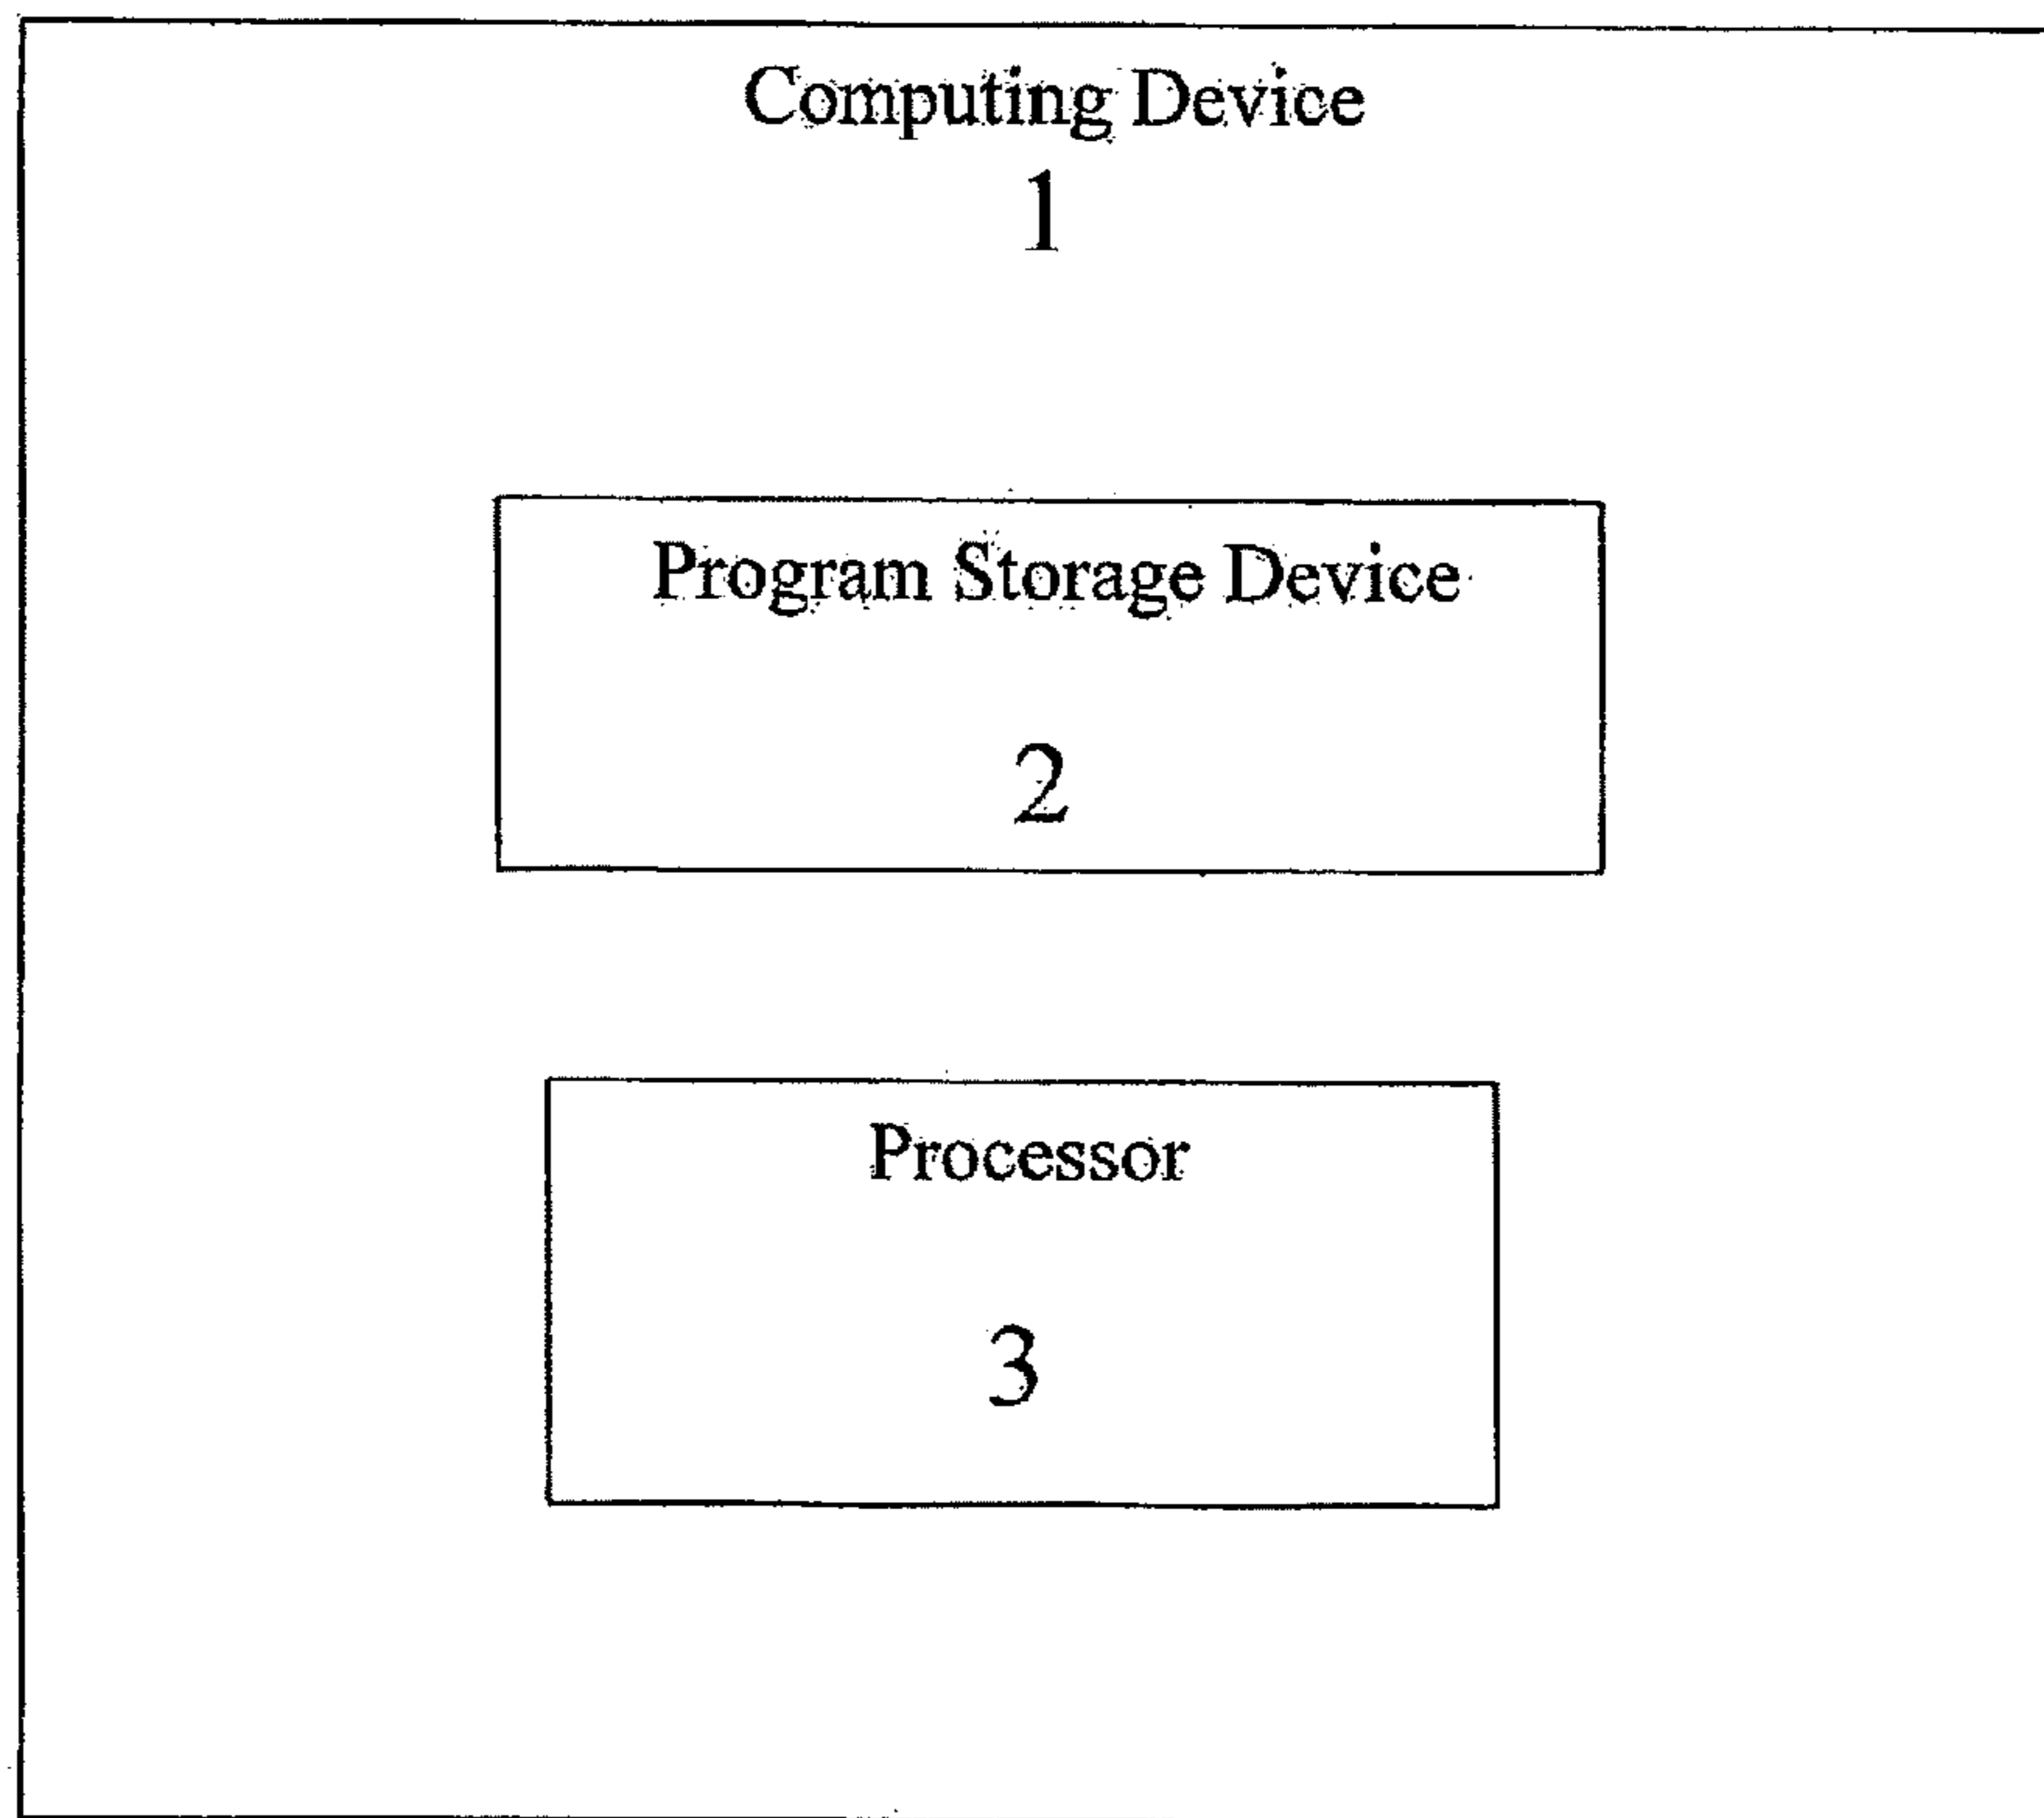 Computing Device
1
Program Storage Device
2
Processor
3